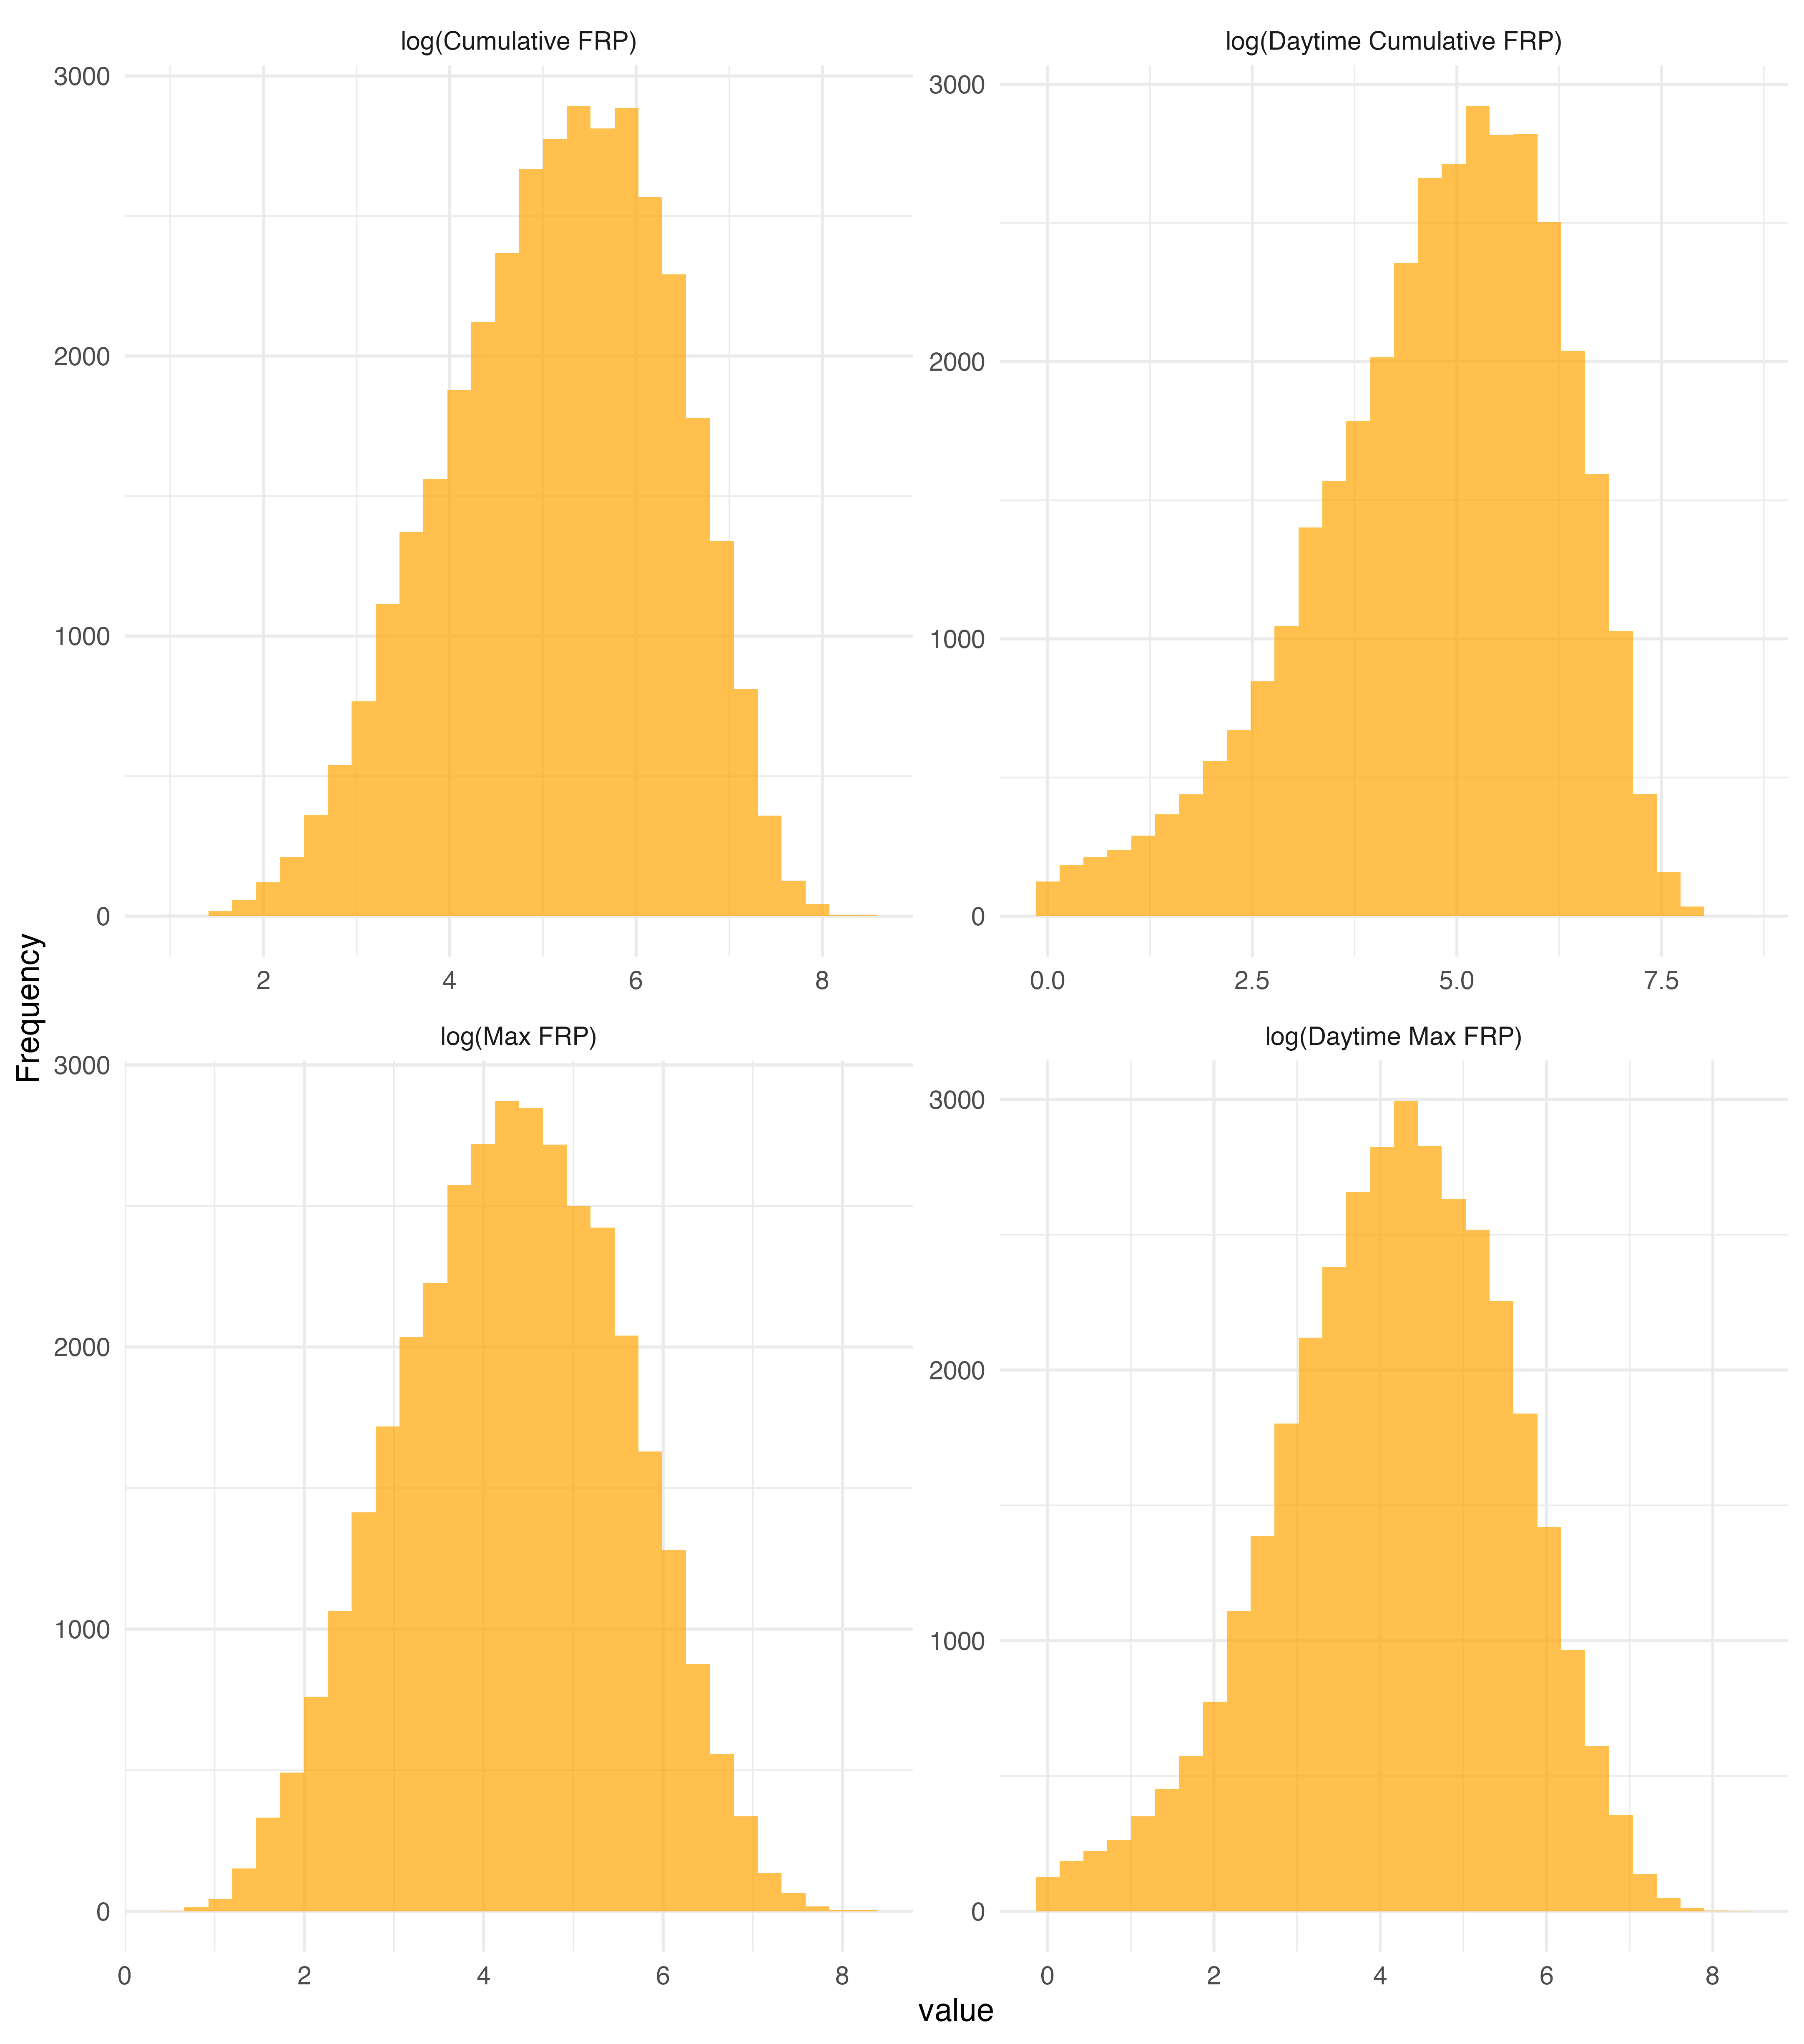 log(Cumulative FRP)
log(Daytime Cumulative FRP)
3000
2000
1000
0
2 4 6 8
3000
2000
1000
0
0.0 2.5 5.0 7.5
Frequency
log(Max FRP)
log(Daytime Max FRP)
3000
2000
1000
0
0 2 4 6 8
3000
2000
1000
0
0 2 4 6 8
value